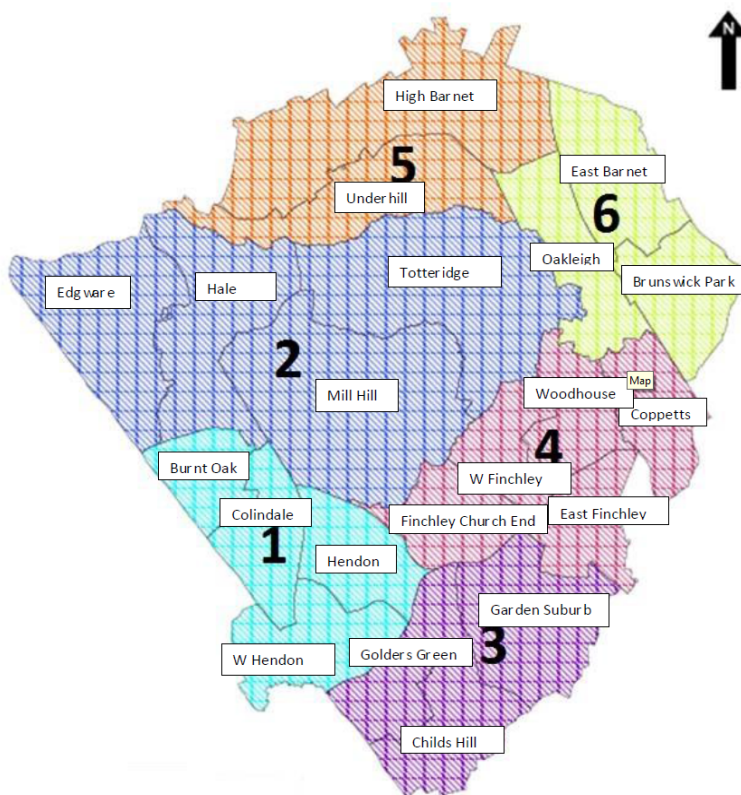 N
High Barnet
5
East Barnet
Underhill
6
Oakleigh
Totteridge
Brunswick Park
Edgware
Hale
2
Map
Mill Hill
Woodhouse
Coppetts
4
Burnt Oak
W Finchley
Colindale
Finchley Church End
East Finchley
1
Hendon
Garden Suburb
3
W Hendon
Golders Green
Childs Hill